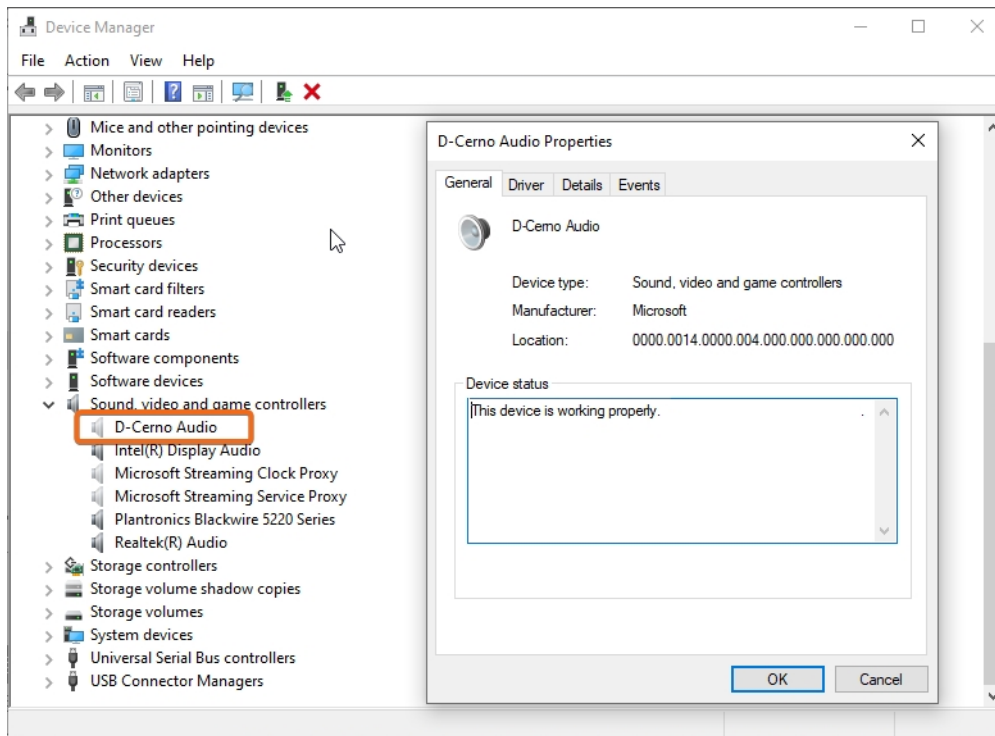 Device Manager
File Action View Help
Mice and other pointing devices
Monitors
Network adapters
Other devices
Print queues
Processors
Security devices
Smart card filters
Smart card readers
Smart cards
Software components
Software devices
Sound, video and game controllers
D-Cerno Audio
Intel(R) Display Audio
Microsoft Streaming Clock Proxy
Microsoft Streaming Service Proxy
Plantronics Blackwire 5220 Series
Realtek(R) Audio
Storage controllers
Storage volume shadow copies
Storage volumes
System devices
Universal Serial Bus controllers
USB Connector Managers
D-Cerno Audio Properties
General Driver Details Events
D-Cerno Audio
Device type: Sound, video and game controllers
Manufacturer: Microsoft
Location: 0000.0014.0000.004.000.000.000.000.000
Device status
This device is working properly. .
OK Cancel